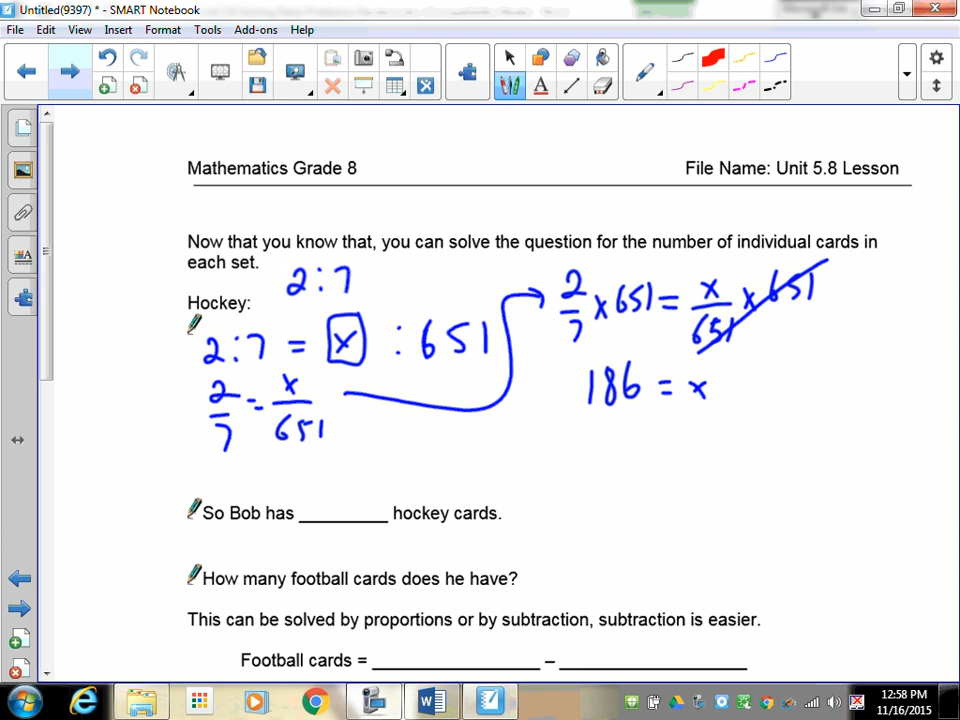 Untitled(9397) * - SMART Notebook
File Edit View Insert Format Tools Add-ons Help
Mathematics Grade 8 File Name: Unit 5.8 Lesson
Now that you know that, you can solve the question for the number of individual cards in
each set.
2:7
Hockey:
2:7 = x : 651
2/7 = x/651
2/7 x 651 = x/651 x 651
186 = x
So Bob has _________ hockey cards.
How many football cards does he have?
This can be solved by proportions or by subtraction, subtraction is easier.
Football cards = _________________ – ___________________
12:58 PM
11/16/2015